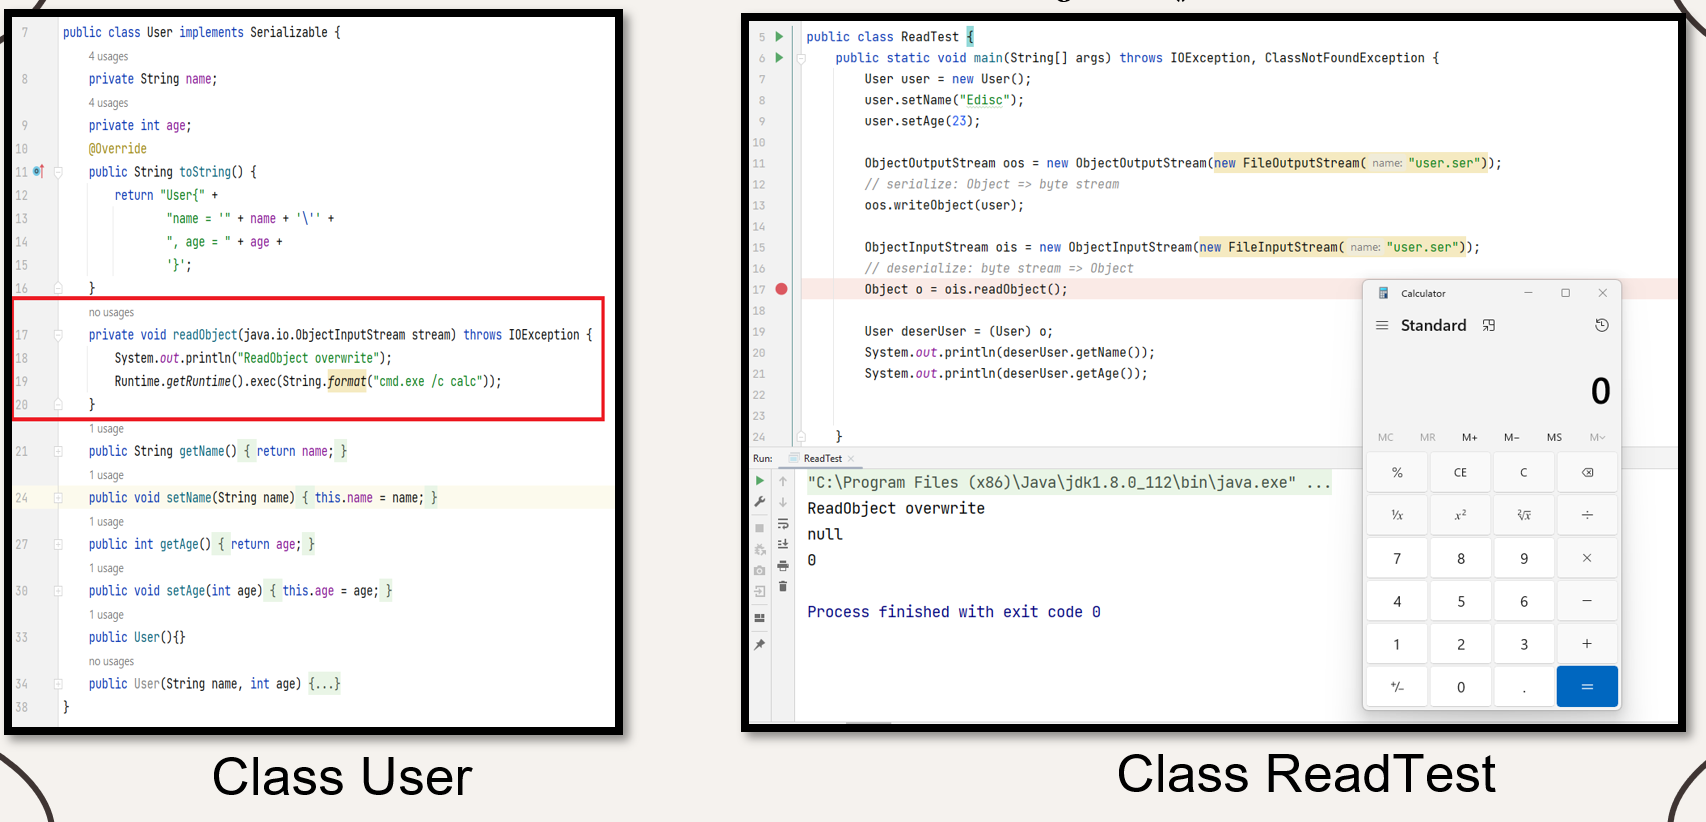 7 public class User implements Serializable {
4 usages
8 private String name;
4 usages
9 private int age;
10 @Override
11 public String toString() {
12 return "User{" +
13 "name = '" + name + '\'' +
14 ", age = " + age +
15 '}';
16 }
no usages
17 private void readObject(java.io.ObjectInputStream stream) throws IOException {
18 System.out.println("ReadObject overwrite");
19 Runtime.getRuntime().exec(String.format("cmd.exe /c calc"));
20 }
1 usage
21 public String getName() { return name; }
1 usage
24 public void setName(String name) { this.name = name; }
1 usage
27 public int getAge() { return age; }
1 usage
30 public void setAge(int age) { this.age = age; }
1 usage
33 public User(){}
no usages
34 public User(String name, int age) {...}
38 }
Class User
5 public class ReadTest {
6 public static void main(String[] args) throws IOException, ClassNotFoundException {
7 User user = new User();
8 user.setName("Edisc");
9 user.setAge(23);
10
11 ObjectOutputStream oos = new ObjectOutputStream(new FileOutputStream( name: "user.ser"));
12 // serialize: Object => byte stream
13 oos.writeObject(user);
14
15 ObjectInputStream ois = new ObjectInputStream(new FileInputStream( name: "user.ser"));
16 // deserialize: byte stream => Object
17 Object o = ois.readObject();
18
19 User deserUser = (User) o;
20 System.out.println(deserUser.getName());
21 System.out.println(deserUser.getAge());
22
23
24 }
Run: ReadTest
"C:\Program Files (x86)\Java\jdk1.8.0_112\bin\java.exe" ...
ReadObject overwrite
null
0
Process finished with exit code 0
Calculator
Standard
0
MC MR M+ M− MS M
% CE C
¹/x x² ²√x ÷
7 8 9 ×
4 5 6 −
1 2 3 +
+/− 0 . =
Class ReadTest